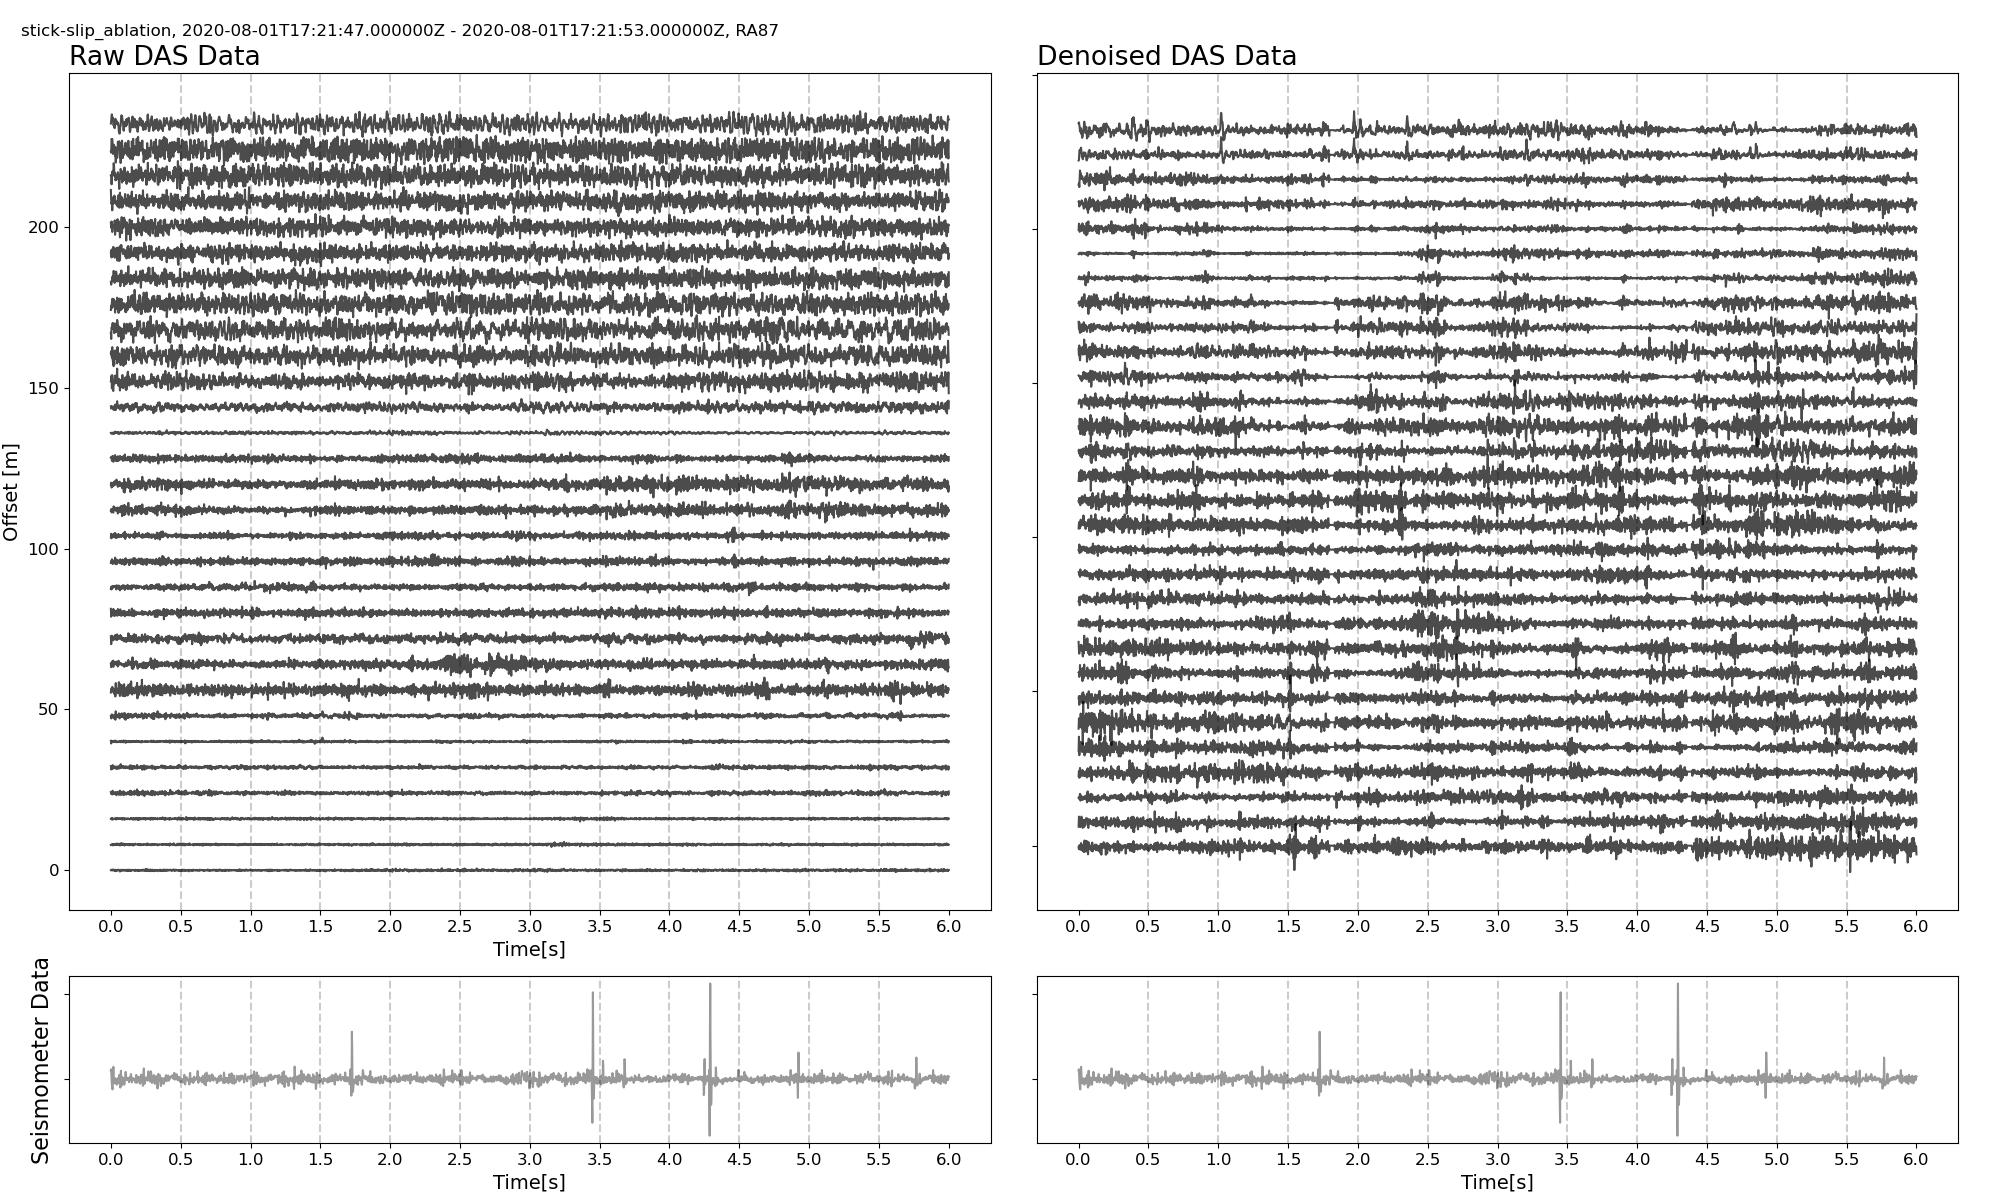 stick-slip_ablation, 2020-08-01T17:21:47.000000Z - 2020-08-01T17:21:53.000000Z, RA87
Raw DAS Data
Denoised DAS Data
Offset [m]
200
150
100
50
0
0.0 0.5 1.0 1.5 2.0 2.5 3.0 3.5 4.0 4.5 5.0 5.5 6.0
Time[s]
0.0 0.5 1.0 1.5 2.0 2.5 3.0 3.5 4.0 4.5 5.0 5.5 6.0
Seismometer Data
0.0 0.5 1.0 1.5 2.0 2.5 3.0 3.5 4.0 4.5 5.0 5.5 6.0
Time[s]
0.0 0.5 1.0 1.5 2.0 2.5 3.0 3.5 4.0 4.5 5.0 5.5 6.0
Time[s]